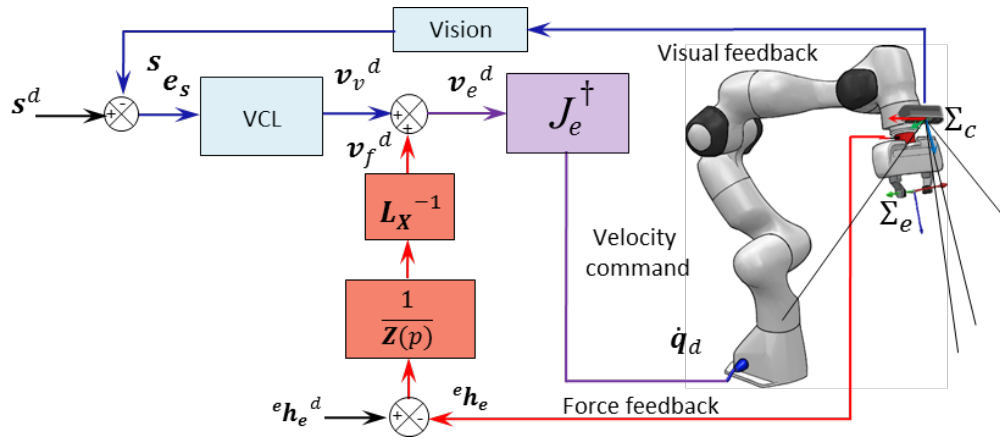 Vision
Visual feedback
s
e_s
v_v^d
v_e^d
s^d
+
-
VCL
+
+
J_e^†
Σ_c
v_f^d
L_X^{-1}
Σ_e
Velocity
command
1
Z(p)
q̇_d
^e h_e^d
+
-
^e h_e
Force feedback